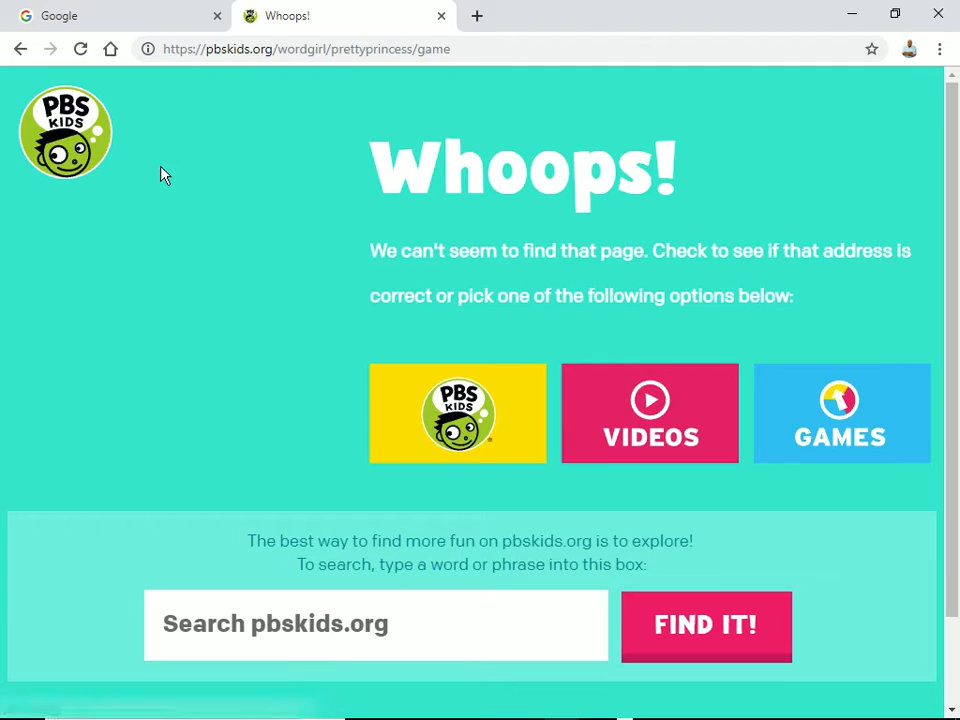 Google
Whoops!
https://pbskids.org/wordgirl/prettyprincess/game
PBS
KIDS
Whoops!
We can't seem to find that page. Check to see if that address is
correct or pick one of the following options below:
PBS
KIDS
VIDEOS
GAMES
The best way to find more fun on pbskids.org is to explore!
To search, type a word or phrase into this box:
Search pbskids.org
FIND IT!